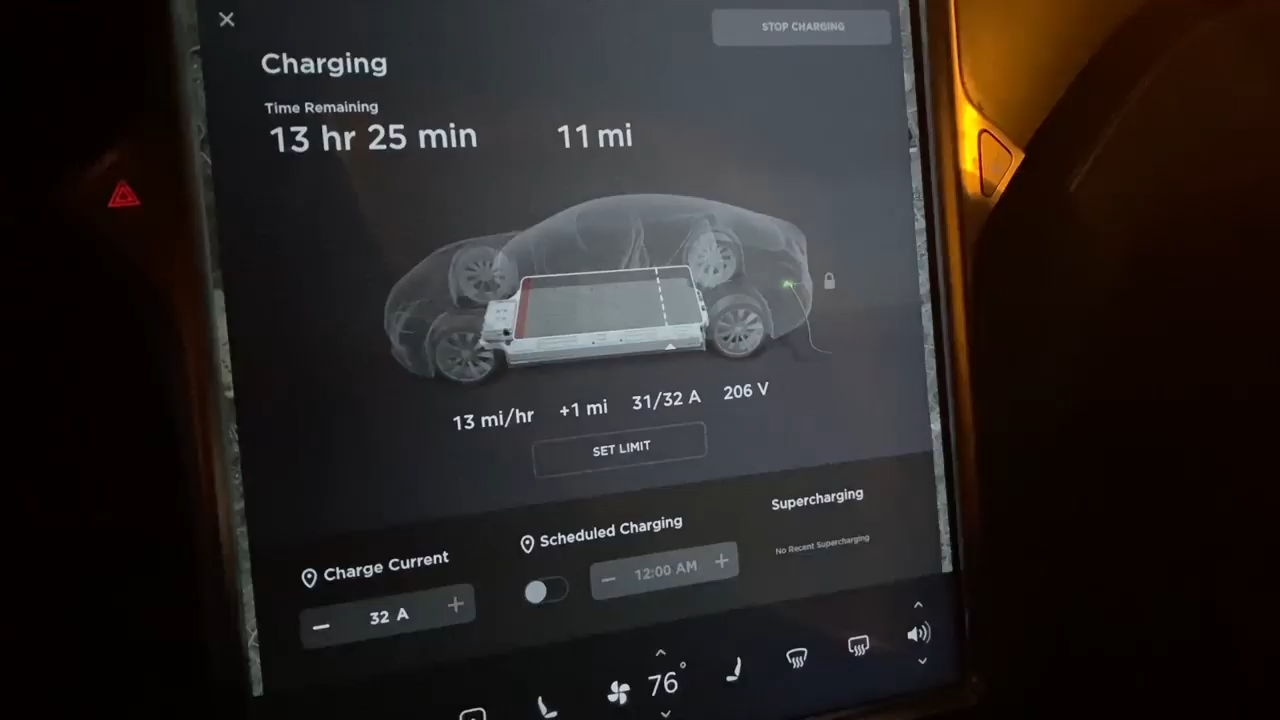 STOP CHARGING
Charging
Time Remaining
13 hr 25 min
11 mi
13 mi/hr
+1 mi
31/32 A
206 V
SET LIMIT
Charge Current
32 A
Scheduled Charging
12:00 AM
Supercharging
No Recent Supercharging
76°